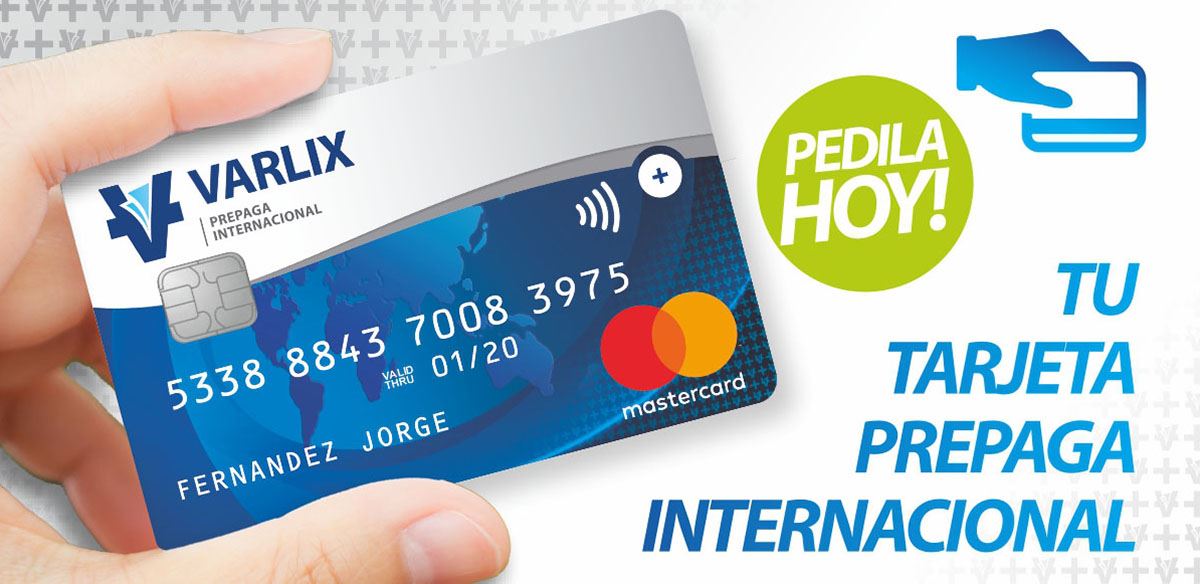 VARLIX
PREPAGA
INTERNACIONAL
+
5338 8843 7008 3975
VALID
THRU
01/20
FERNANDEZ JORGE
mastercard
PEDILA
HOY!
TU
TARJETA
PREPAGA
INTERNACIONAL